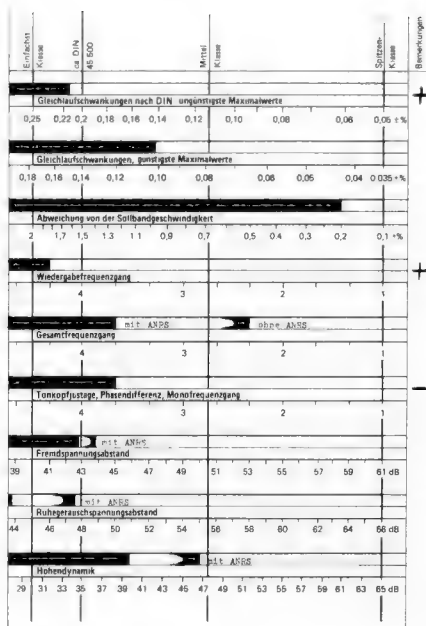 Einfachst Klasse
ca DIN 45 500
Mittel Klasse
Spitzen- Klasse
Bemerkungen
+
Gleichlaufschwankungen nach DIN ungünstigste Maximalwerte
0,25 0,22 0,2 0,18 0,16 0,14 0,12 0,10 0,08 0,06 0,05 ±%
Gleichlaufschwankungen, günstigste Maximalwerte
0,18 0,16 0,14 0,12 0,10 0,08 0,06 0,05 0,04 0 035 +%
Abweichung von der Sollbandgeschwindigkeit
2 1,7 1,5 1,3 1 1 0,9 0,7 0,5 0,4 0,3 0,2 0,1 +%
Wiedergabefrequenzgang
+
4 3 2 1
mit ANRS ohne ANRS
Gesamtfrequenzgang
4 3 2 1
Tonkopfjustage, Phasendifferenz, Monofrequenzgang
−
4 3 2 1
mit ANRS
Fremdspannungsabstand
39 41 43 45 47 49 51 53 55 57 59 61 dB
mit ANRS
Ruhegeräuschspannungsabstand
44 46 48 50 52 54 56 58 60 62 64 66 dB
mit ANRS
Höhendynamik
29 31 33 35 37 39 41 43 45 47 49 51 53 55 57 59 61 63 65 dB